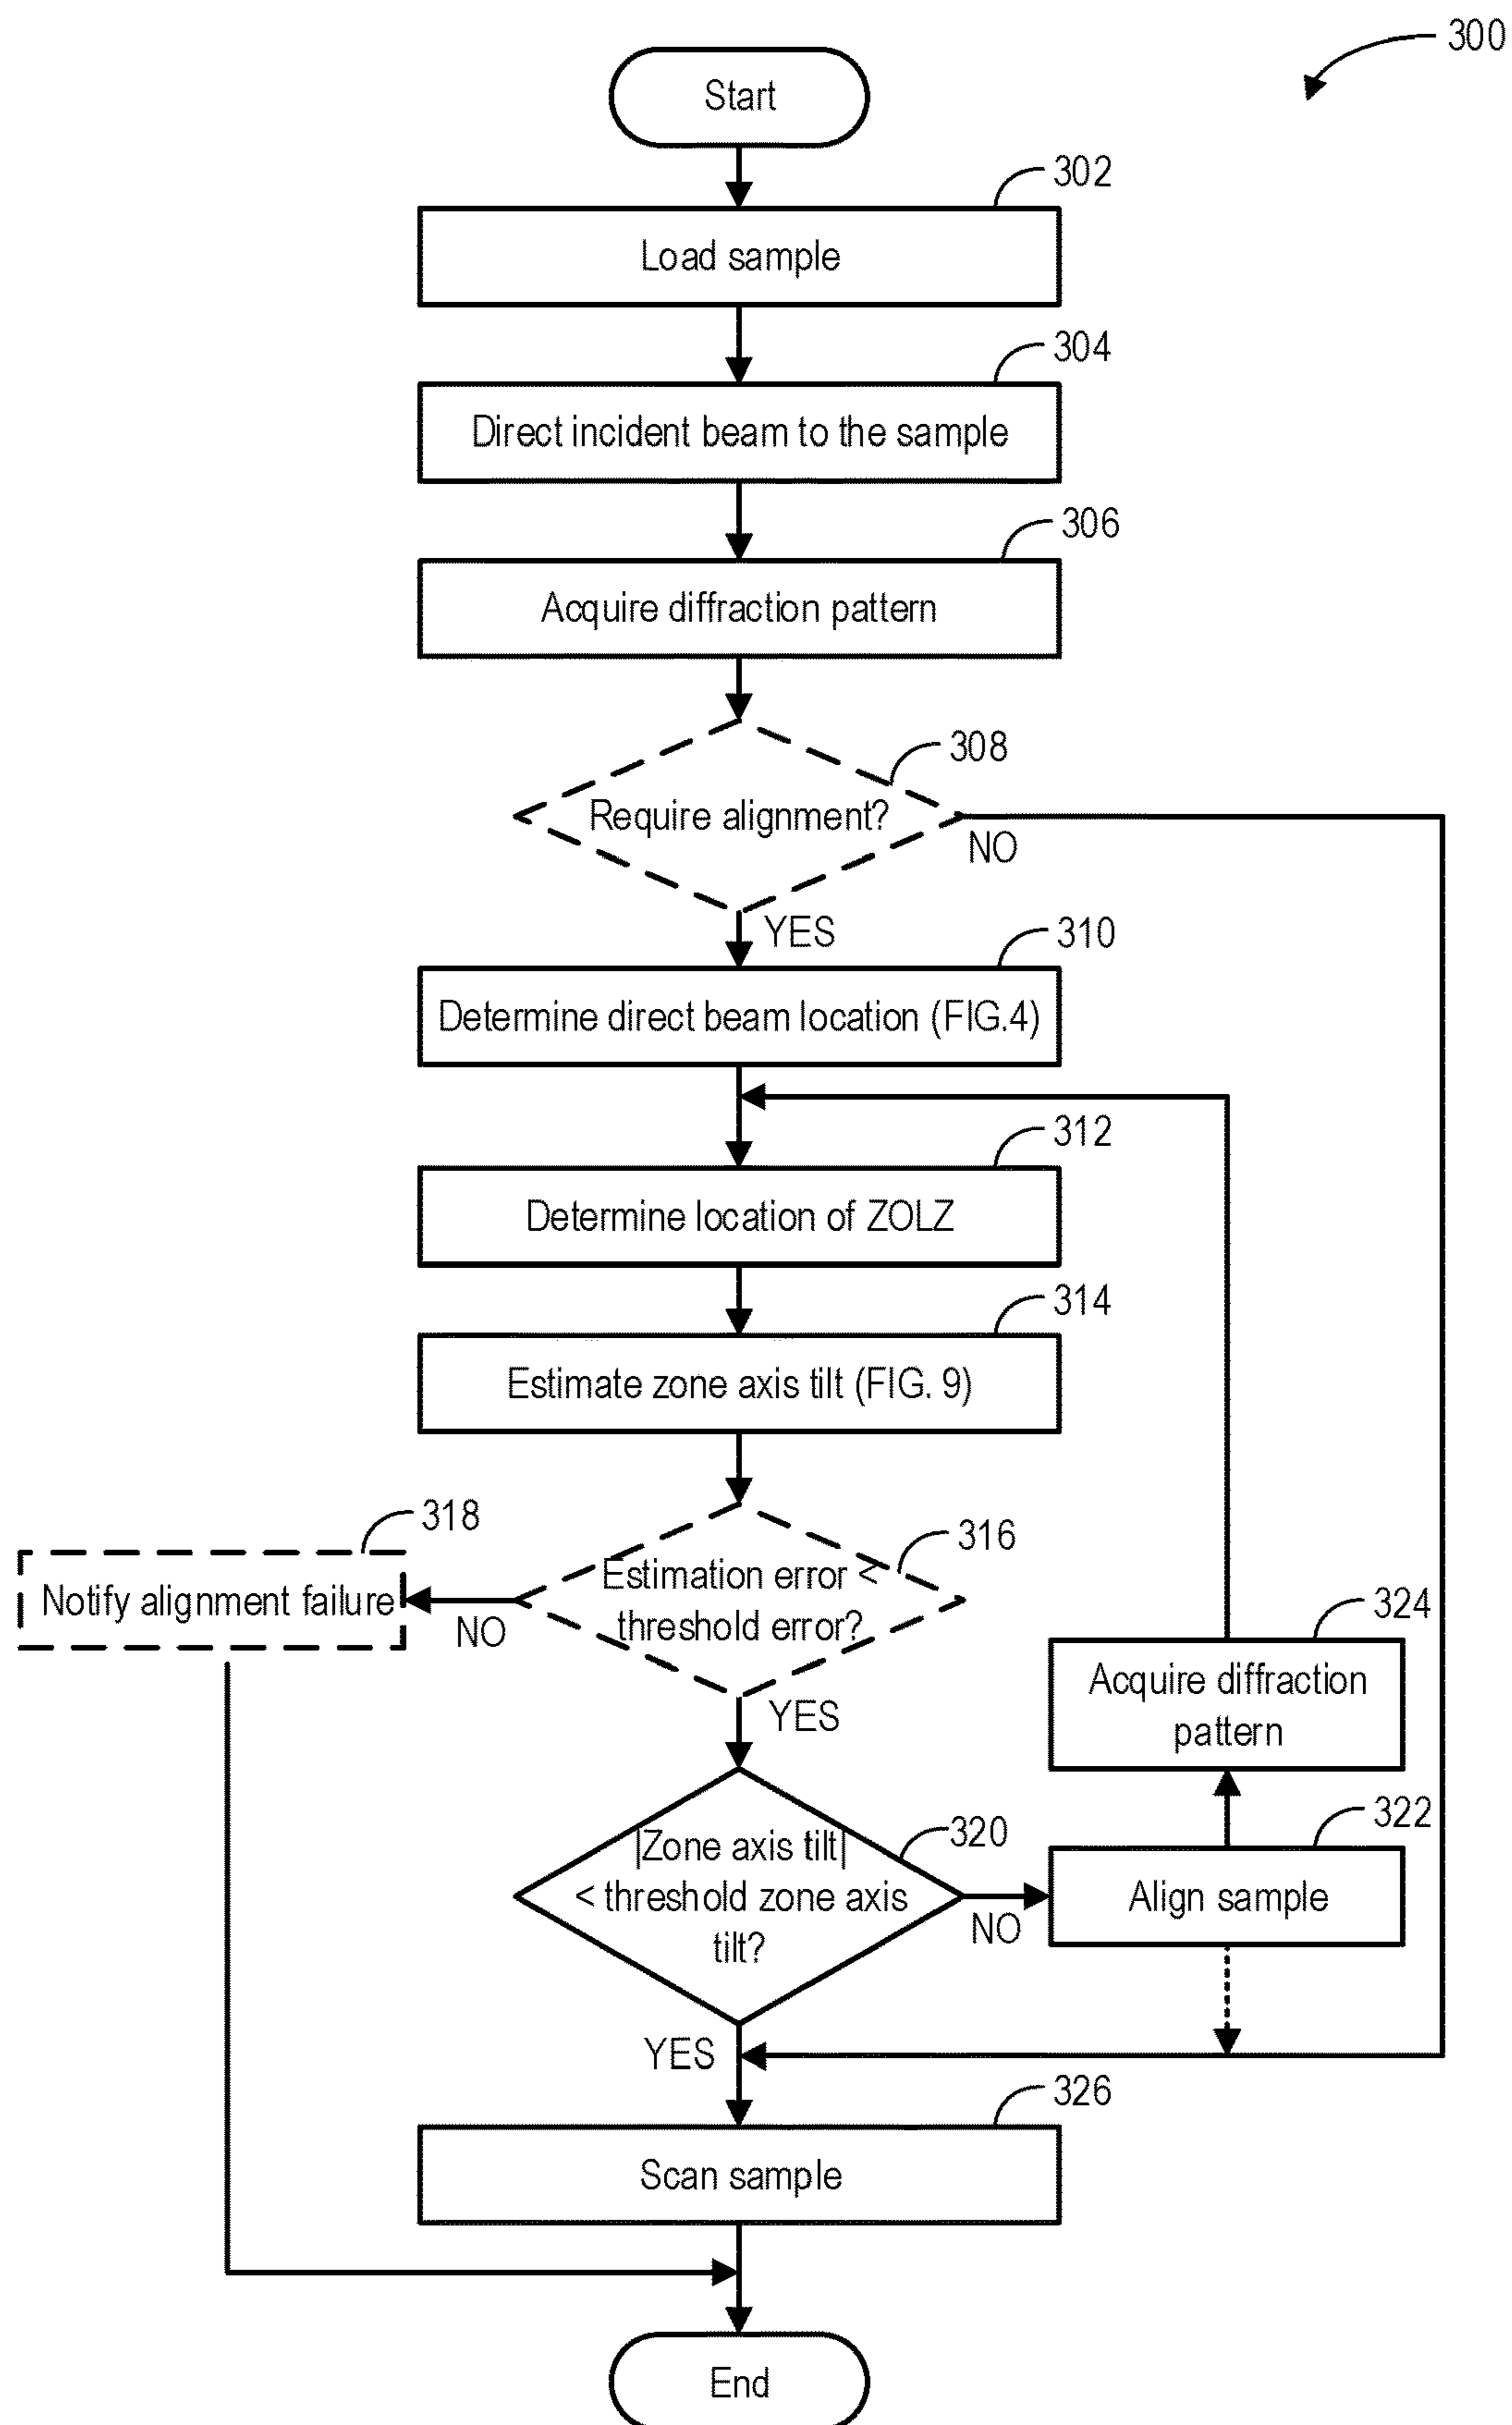 300
Start
302
Load sample
304
Direct incident beam to the sample
306
Acquire diffraction pattern
308
Require alignment?
NO
YES
310
Determine direct beam location (FIG.4)
312
Determine location of ZOLZ
314
Estimate zone axis tilt (FIG. 9)
318
Notify alignment failure
316
Estimation error <
threshold error?
NO
YES
324
Acquire diffraction
pattern
322
Align sample
320
|Zone axis tilt|
< threshold zone axis
tilt?
NO
YES
326
Scan sample
End